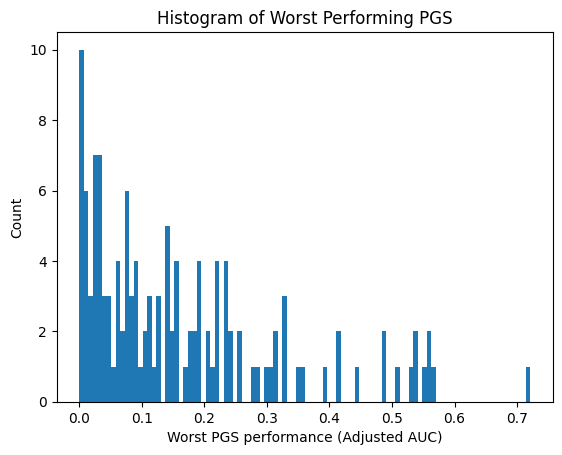 Histogram of Worst Performing PGS
10
8
6
4
2
0
Count
0.0 0.1 0.2 0.3 0.4 0.5 0.6 0.7
Worst PGS performance (Adjusted AUC)